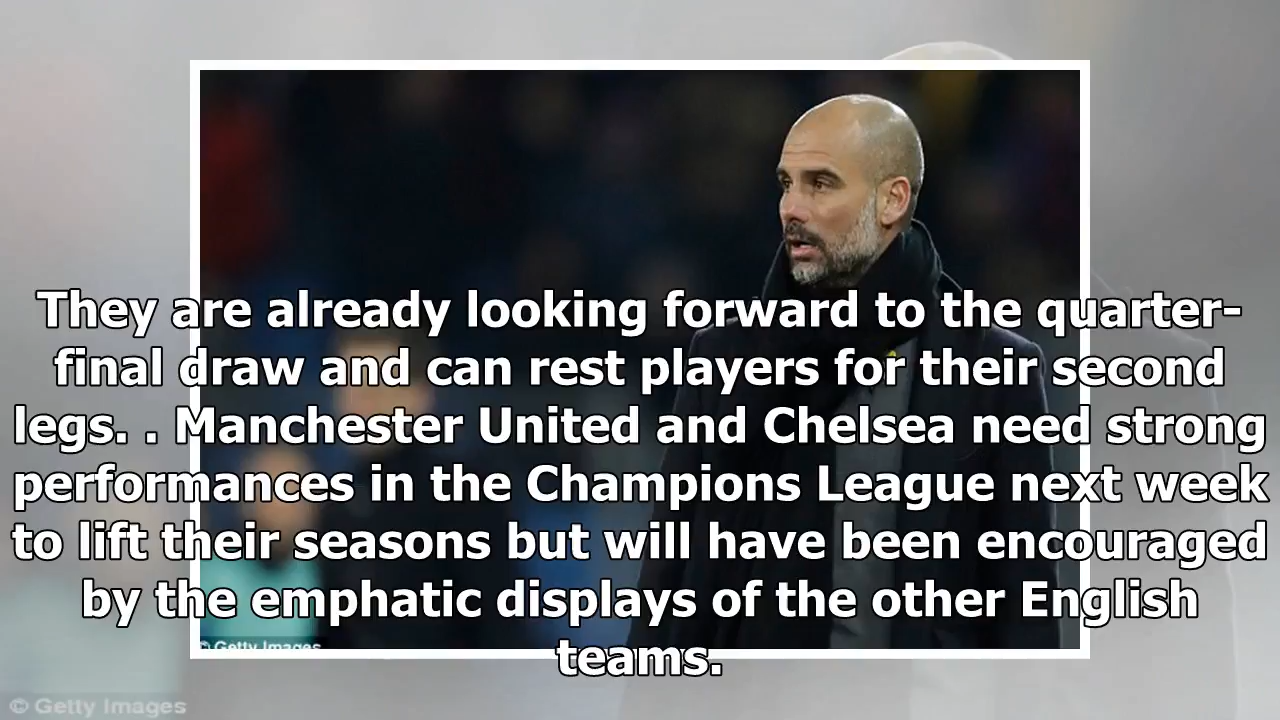 They are already looking forward to the quarter-
final draw and can rest players for their second
legs. . Manchester United and Chelsea need strong
performances in the Champions League next week
to lift their seasons but will have been encouraged
by the emphatic displays of the other English
teams.
© Getty Images
© Getty Images